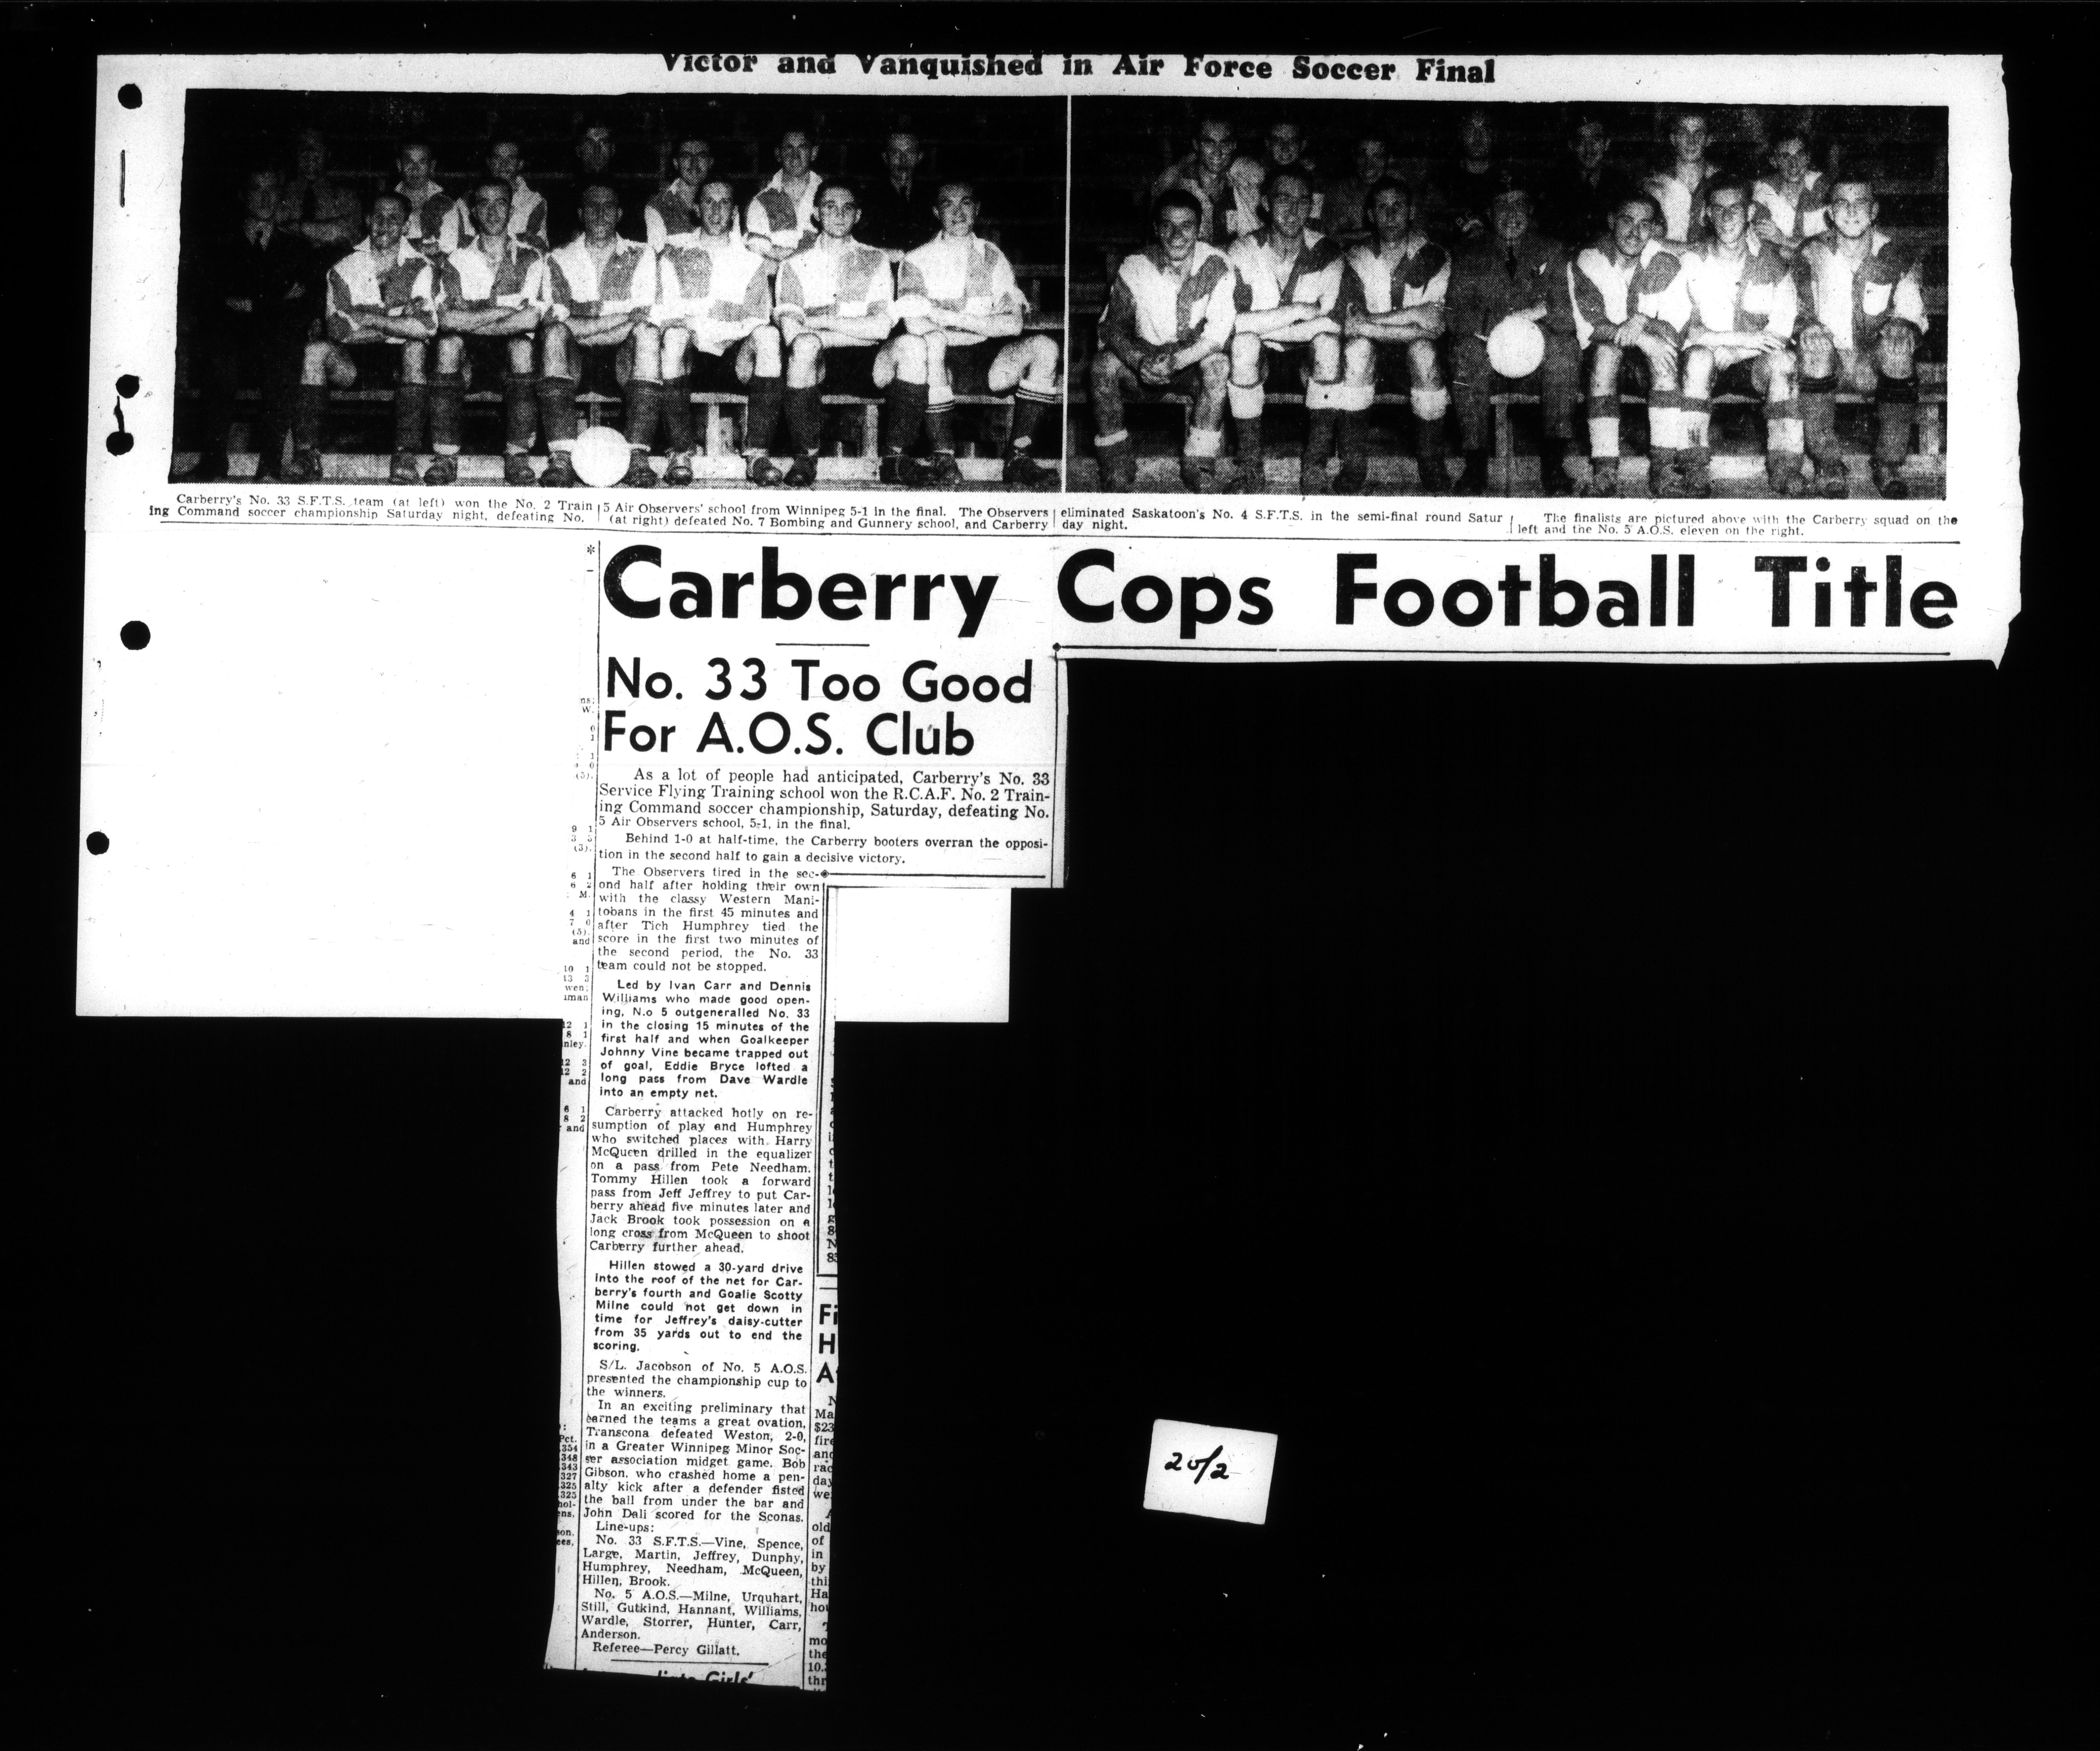 Victor and Vanquished in Air Force Soccer Final
Carberry's No. 33 S.F.T.S. team (at left) won the No. 2 Train
ing Command soccer championship Saturday night, defeating No.
5 Air Observers' school from Winnipeg 5-1 in the final. The Observers
(at right) defeated No. 7 Bombing and Gunnery school, and Carberry
eliminated Saskatoon's No. 4 S.F.T.S. in the semi-final round Satur
day night.
The finalists are pictured above with the Carberry squad on the
left and the No. 5 A.O.S. eleven on the right.
Carberry Cops Football Title
No. 33 Too Good
For A.O.S. Club
As a lot of people had anticipated, Carberry's No. 33
Service Flying Training school won the R.C.A.F. No. 2 Train-
ing Command soccer championship, Saturday, defeating No.
5 Air Observers school, 5-1, in the final.
Behind 1-0 at half-time, the Carberry booters overran the opposi-
tion in the second half to gain a decisive victory.
The Observers tired in the sec-
ond half after holding their own
with the classy Western Mani-
tobans in the first 45 minutes and
after Tich Humphrey tied the
score in the first two minutes of
the second period, the No. 33
team could not be stopped.
Led by Ivan Carr and Dennis
Williams who made good open-
ing, N.o 5 outgeneralled No. 33
in the closing 15 minutes of the
first half and when Goalkeeper
Johnny Vine became trapped out
of goal, Eddie Bryce lofted a
long pass from Dave Wardle
into an empty net.
Carberry attacked hotly on re-
sumption of play and Humphrey
who switched places with Harry
McQueen drilled in the equalizer
on a pass from Pete Needham.
Tommy Hillen took a forward
pass from Jeff Jeffrey to put Car-
berry ahead five minutes later and
Jack Brook took possession on a
long cross from McQueen to shoot
Carberry further ahead.
Hillen stowed a 30-yard drive
into the roof of the net for Car-
berry's fourth and Goalie Scotty
Milne could not get down in
time for Jeffrey's daisy-cutter
from 35 yards out to end the
scoring.
S/L. Jacobson of No. 5 A.O.S.
presented the championship cup to
the winners.
In an exciting preliminary that
earned the teams a great ovation,
Transcona defeated Weston, 2-0,
in a Greater Winnipeg Minor Soc-
ser association midget game. Bob
Gibson, who crashed home a pen-
alty kick after a defender fisted
the ball from under the bar and
John Dali scored for the Sconas.
Line-ups:
No. 33 S.F.T.S.—Vine, Spence,
Large, Martin, Jeffrey, Dunphy,
Humphrey, Needham, McQueen,
Hillen, Brook.
No. 5 A.O.S.—Milne, Urquhart,
Still, Gutkind, Hannant, Williams,
Wardle, Storrer, Hunter, Carr,
Anderson.
Referee—Percy Gillatt.
Girls'